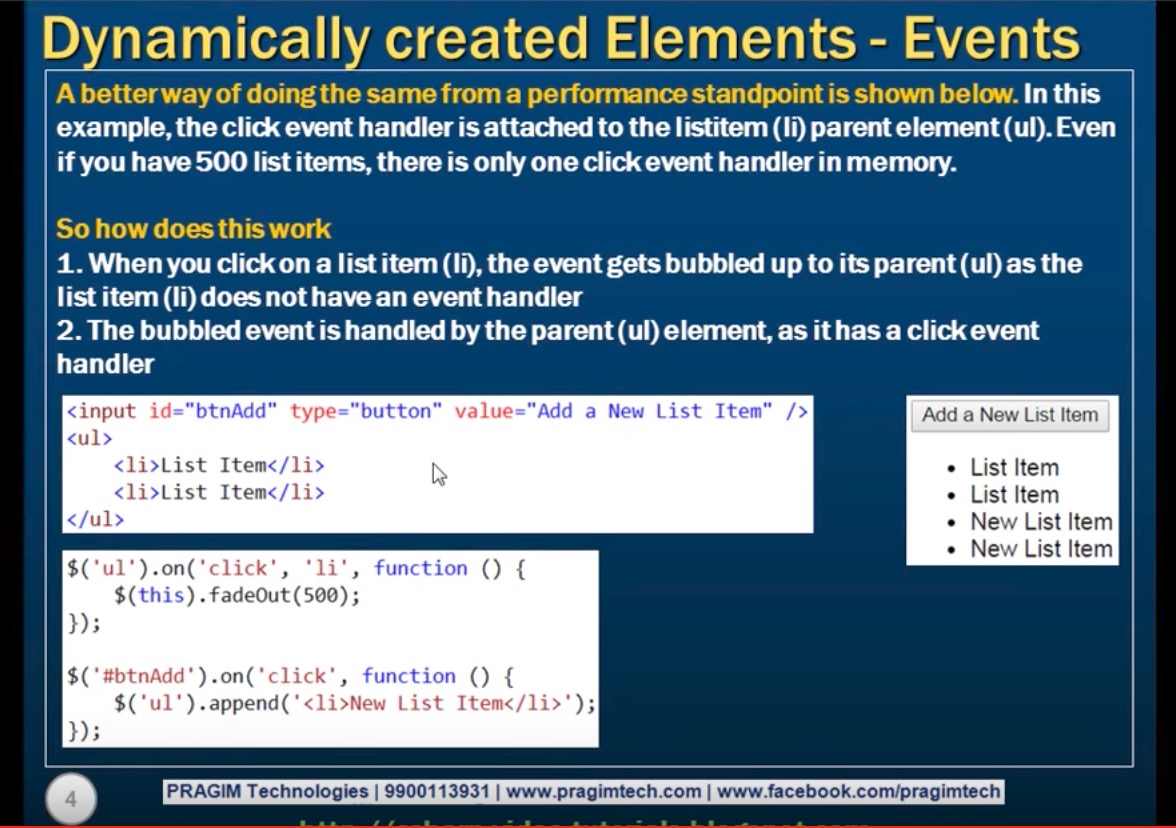 Dynamically created Elements - Events
A better way of doing the same from a performance standpoint is shown below. In this
example, the click event handler is attached to the listitem (li) parent element (ul). Even
if you have 500 list items, there is only one click event handler in memory.
So how does this work
1. When you click on a list item (li), the event gets bubbled up to its parent (ul) as the
list item (li) does not have an event handler
2. The bubbled event is handled by the parent (ul) element, as it has a click event
handler
<input id="btnAdd" type="button" value="Add a New List Item" />
<ul>
    <li>List Item</li>
    <li>List Item</li>
</ul>
Add a New List Item
• List Item
• List Item
• New List Item
• New List Item
$('ul').on('click', 'li', function () {
    $(this).fadeOut(500);
});
$('#btnAdd').on('click', function () {
    $('ul').append('<li>New List Item</li>');
});
4
PRAGIM Technologies | 9900113931 | www.pragimtech.com | www.facebook.com/pragimtech